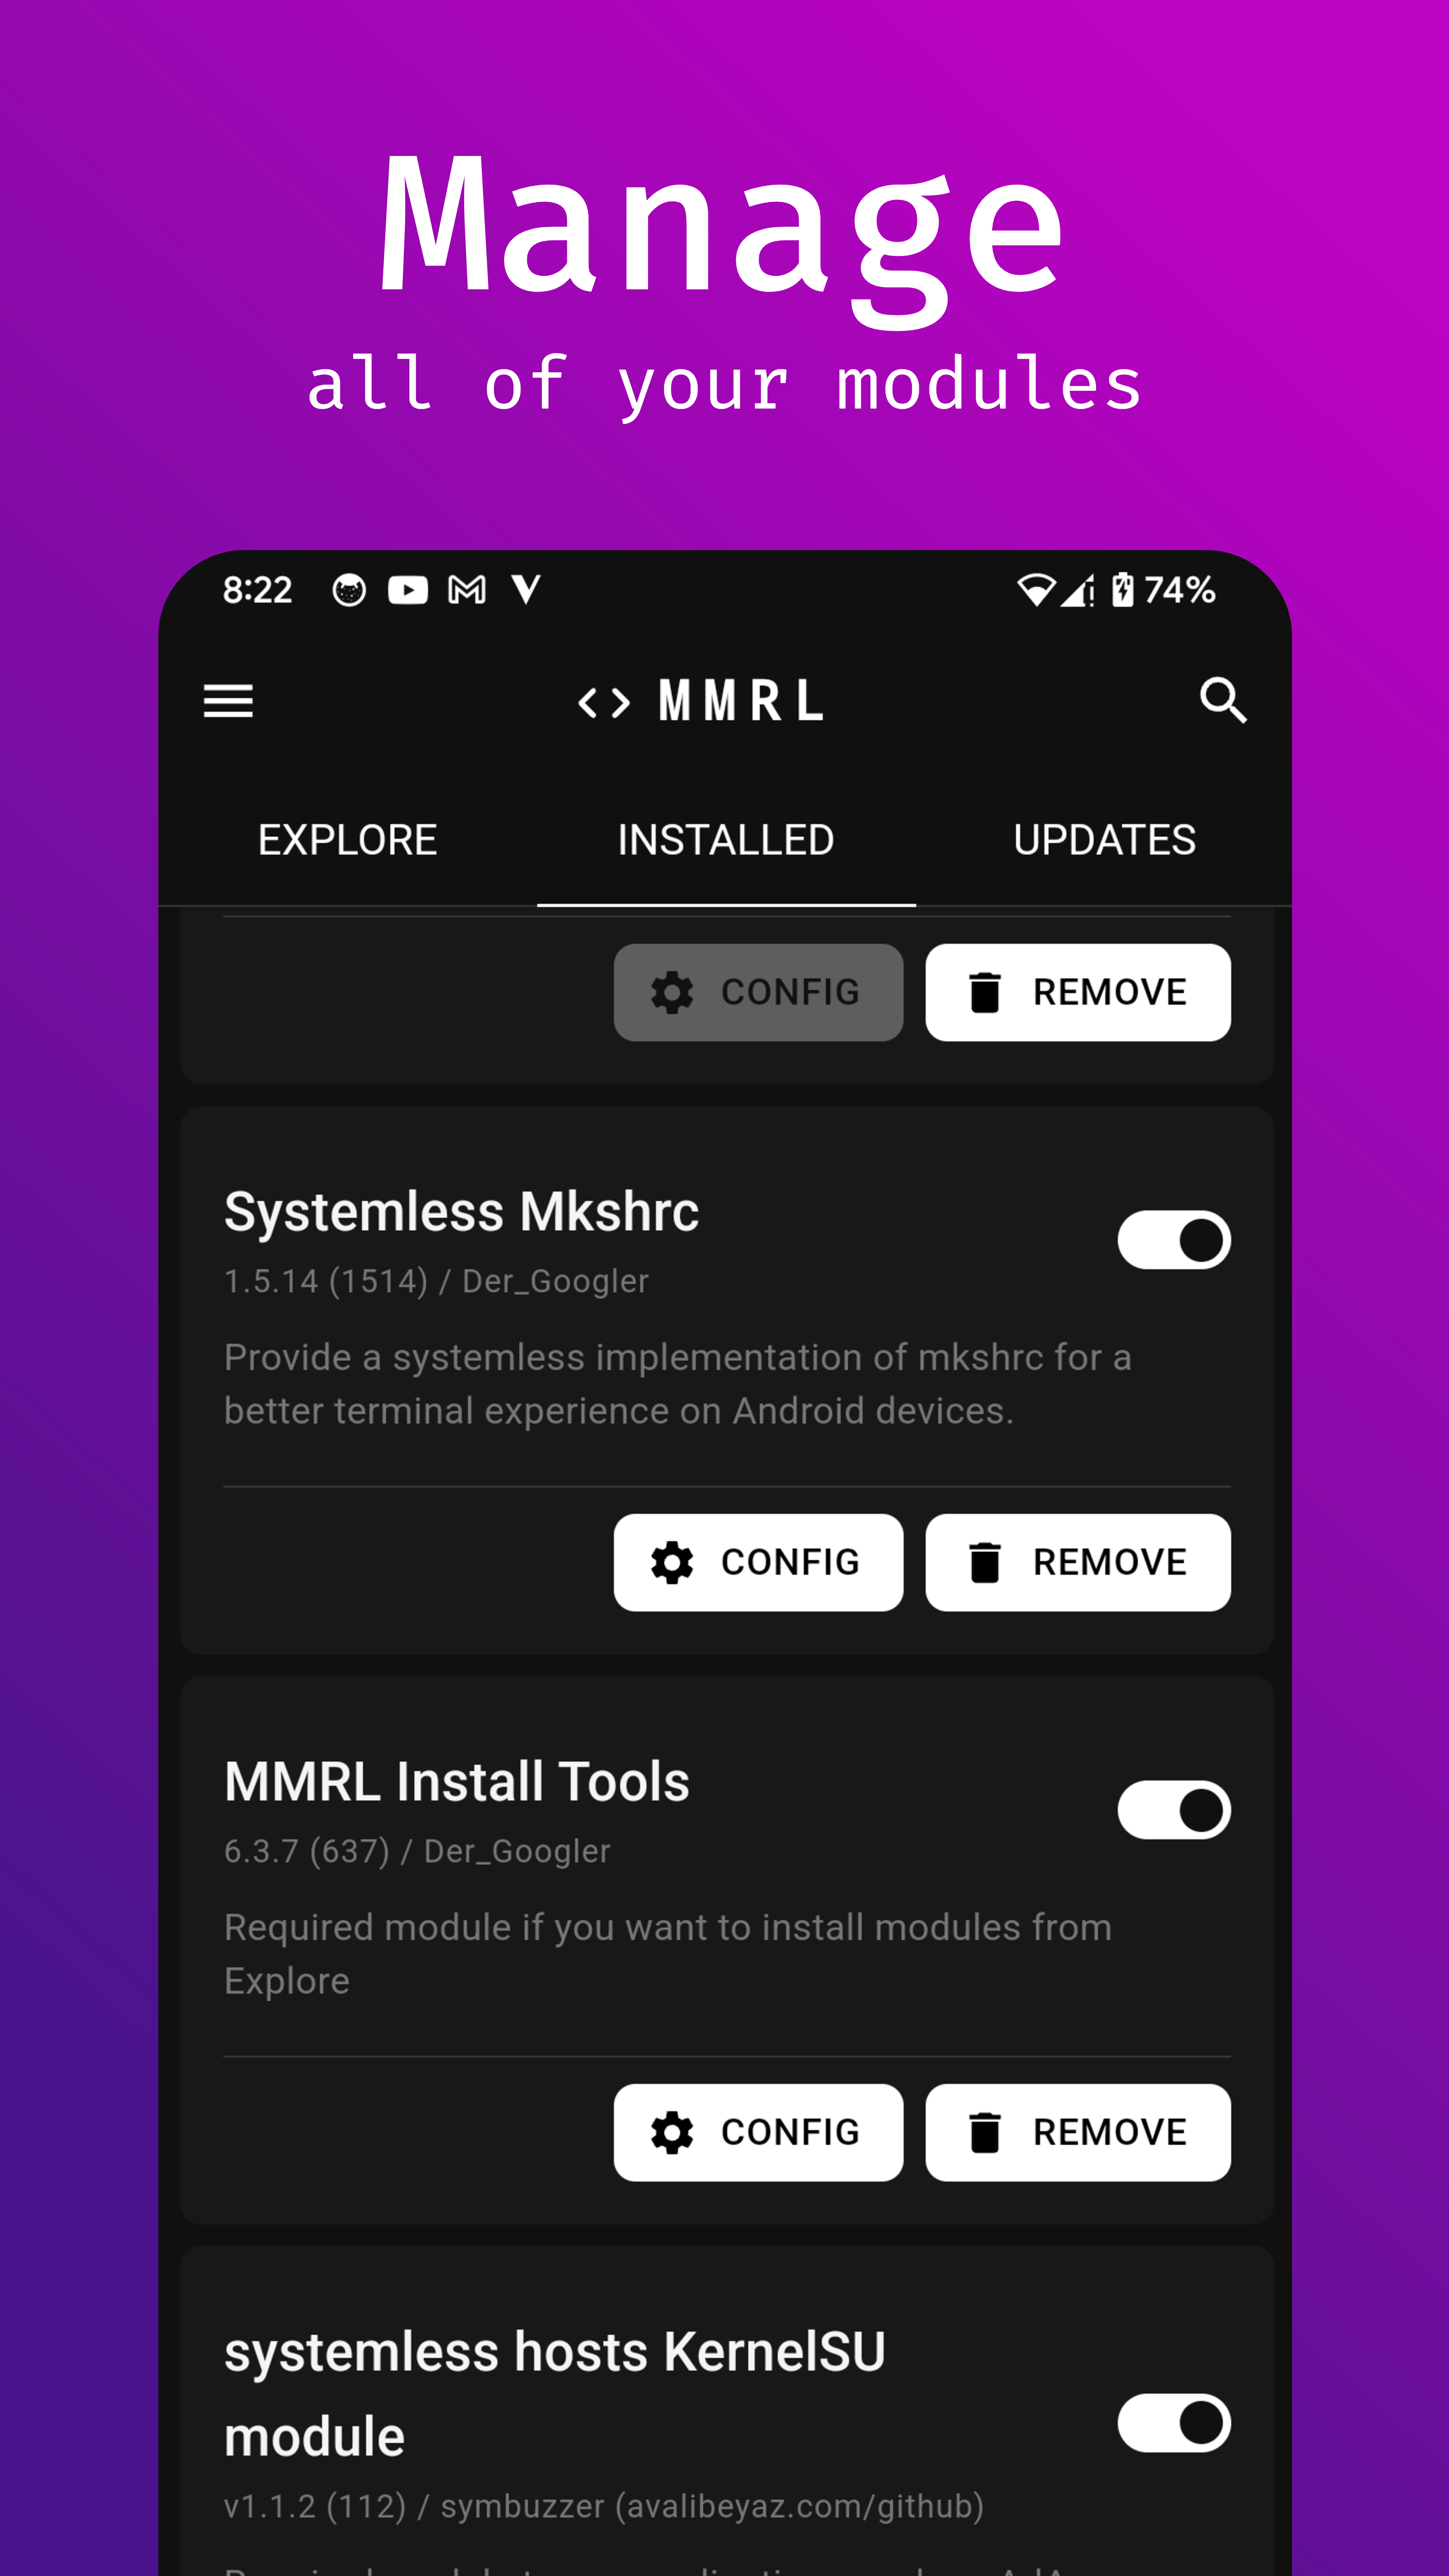 Manage
all of your modules
8:22 74%
<> MMRL
EXPLORE INSTALLED UPDATES
CONFIG REMOVE
Systemless Mkshrc
1.5.14 (1514) / Der_Googler
Provide a systemless implementation of mkshrc for a
better terminal experience on Android devices.
CONFIG REMOVE
MMRL Install Tools
6.3.7 (637) / Der_Googler
Required module if you want to install modules from
Explore
CONFIG REMOVE
systemless hosts KernelSU
module
v1.1.2 (112) / symbuzzer (avalibeyaz.com/github)